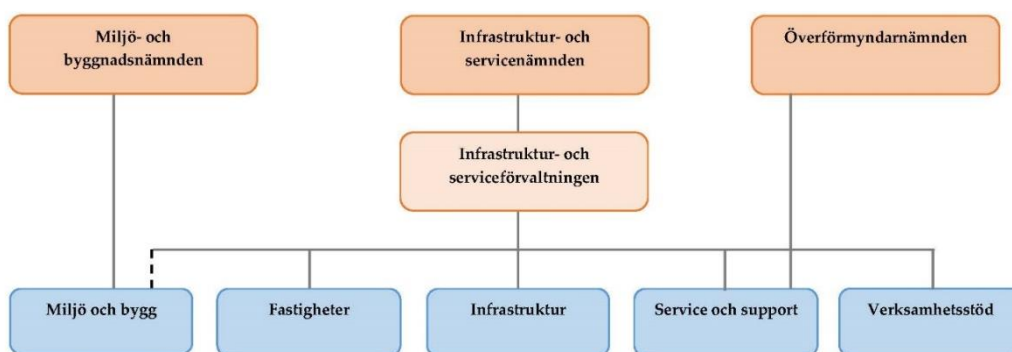 Miljö- och
byggnadsnämnden
Infrastruktur- och
servicenämnden
Överförmyndarnämnden
Infrastruktur- och
serviceförvaltningen
Miljö och bygg
Fastigheter
Infrastruktur
Service och support
Verksamhetsstöd